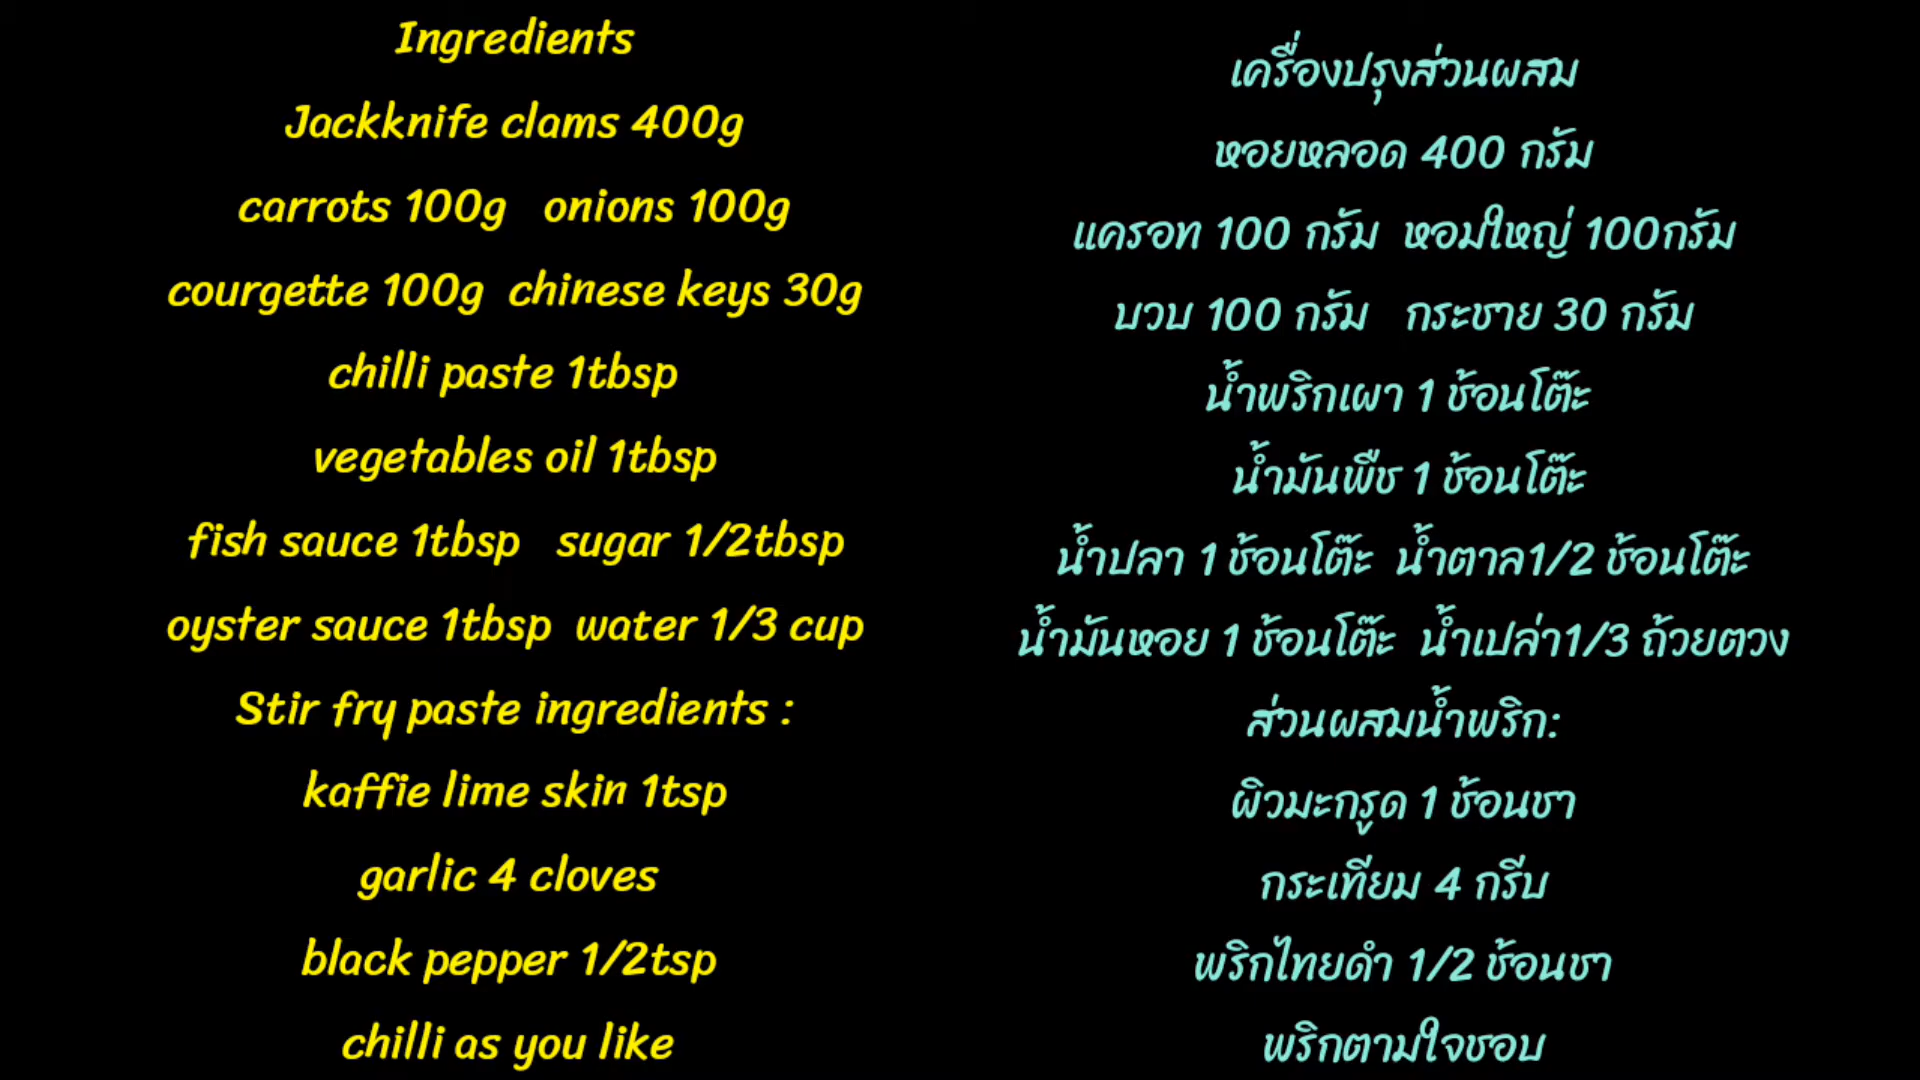 Ingredients
Jackknife clams 400g
carrots 100g onions 100g
courgette 100g chinese keys 30g
chilli paste 1tbsp
vegetables oil 1tbsp
fish sauce 1tbsp sugar 1/2tbsp
oyster sauce 1tbsp water 1/3 cup
Stir fry paste ingredients :
kaffie lime skin 1tsp
garlic 4 cloves
black pepper 1/2tsp
chilli as you like
เครื่องปรุงส่วนผสม
หอยหลอด 400 กรัม
แครอท 100 กรัม หอมใหญ่ 100กรัม
บวบ 100 กรัม กระชาย 30 กรัม
น้ำพริกเผา 1 ช้อนโต๊ะ
น้ำมันพืช 1 ช้อนโต๊ะ
น้ำปลา 1 ช้อนโต๊ะ น้ำตาล1/2 ช้อนโต๊ะ
น้ำมันหอย 1 ช้อนโต๊ะ น้ำเปล่า1/3 ถ้วยตวง
ส่วนผสมน้ำพริก:
ผิวมะกรูด 1 ช้อนชา
กระเทียม 4 กรีบ
พริกไทยดำ 1/2 ช้อนชา
พริกตามใจชอบ